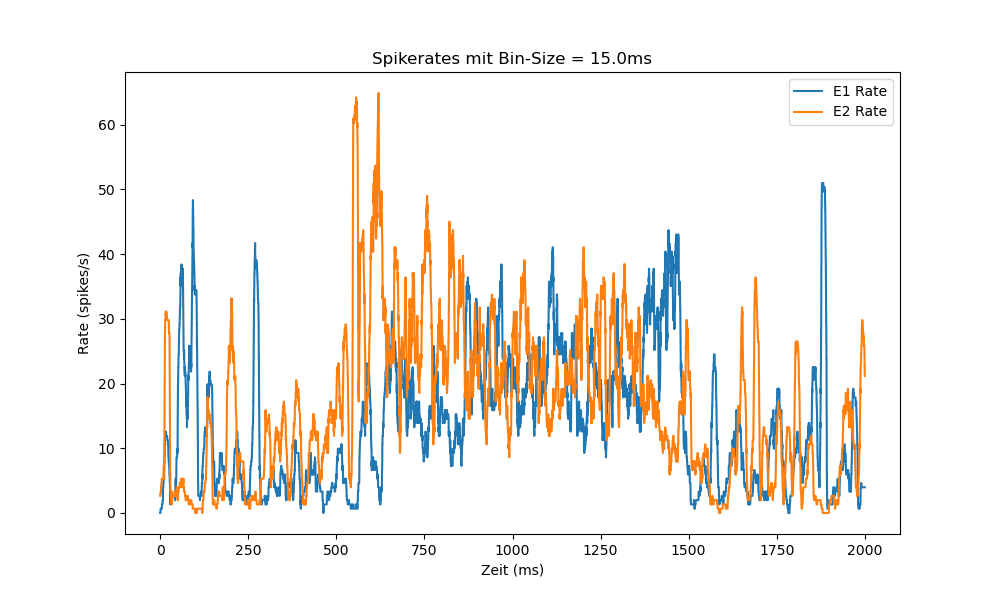 Spikerates mit Bin-Size = 15.0ms
E1 Rate
E2 Rate
Rate (spikes/s)
60
50
40
30
20
10
0
0 250 500 750 1000 1250 1500 1750 2000
Zeit (ms)